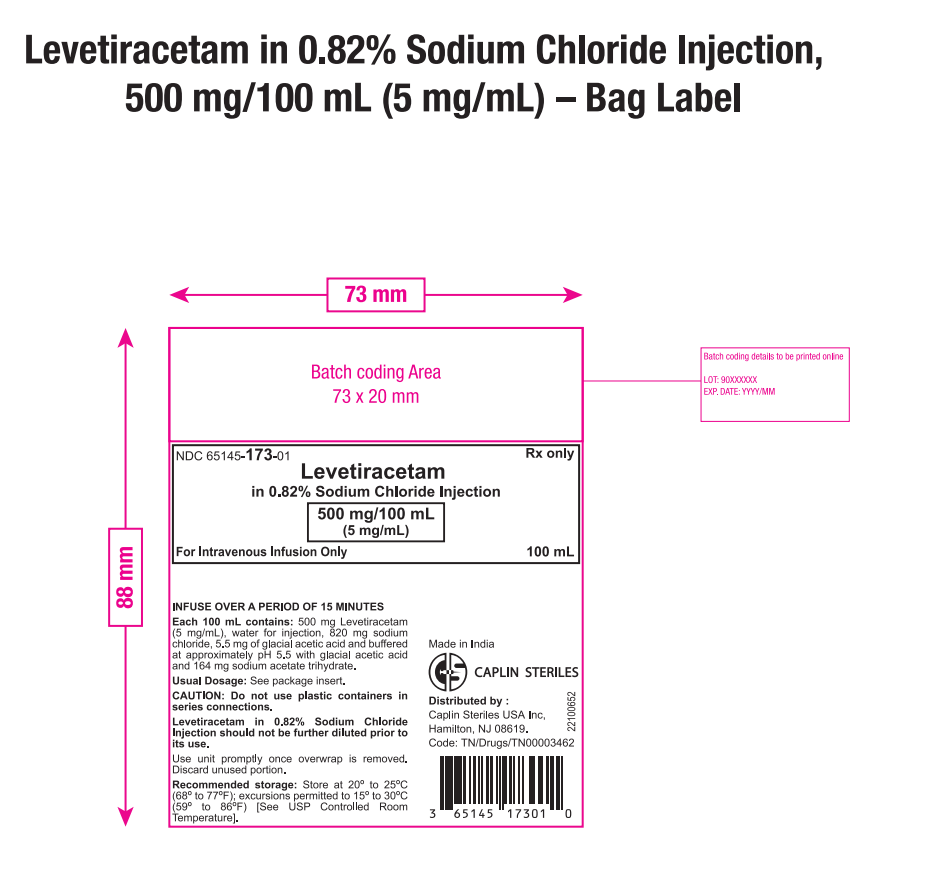 Levetiracetam in 0.82% Sodium Chloride Injection,
500 mg/100 mL (5 mg/mL) – Bag Label
73 mm
88 mm
Batch coding Area
73 x 20 mm
Batch coding details to be printed online
LOT: 90XXXXXX
EXP. DATE: YYYY/MM
NDC 65145-173-01
Rx only
Levetiracetam
in 0.82% Sodium Chloride Injection
500 mg/100 mL
(5 mg/mL)
For Intravenous Infusion Only
100 mL
INFUSE OVER A PERIOD OF 15 MINUTES
Each 100 mL contains: 500 mg Levetiracetam
(5 mg/mL), water for injection, 820 mg sodium
chloride, 5.5 mg of glacial acetic acid and buffered
at approximately pH 5.5 with glacial acetic acid
and 164 mg sodium acetate trihydrate.
Usual Dosage: See package insert.
CAUTION: Do not use plastic containers in
series connections.
Levetiracetam in 0.82% Sodium Chloride
Injection should not be further diluted prior to
its use.
Use unit promptly once overwrap is removed.
Discard unused portion.
Recommended storage: Store at 20º to 25ºC
(68º to 77ºF); excursions permitted to 15º to 30ºC
(59º to 86ºF) [See USP Controlled Room
Temperature].
Made in India
CAPLIN STERILES
Distributed by :
Caplin Steriles USA Inc,
Hamilton, NJ 08619.
Code: TN/Drugs/TN00003462
22100652
3 65145 17301 0